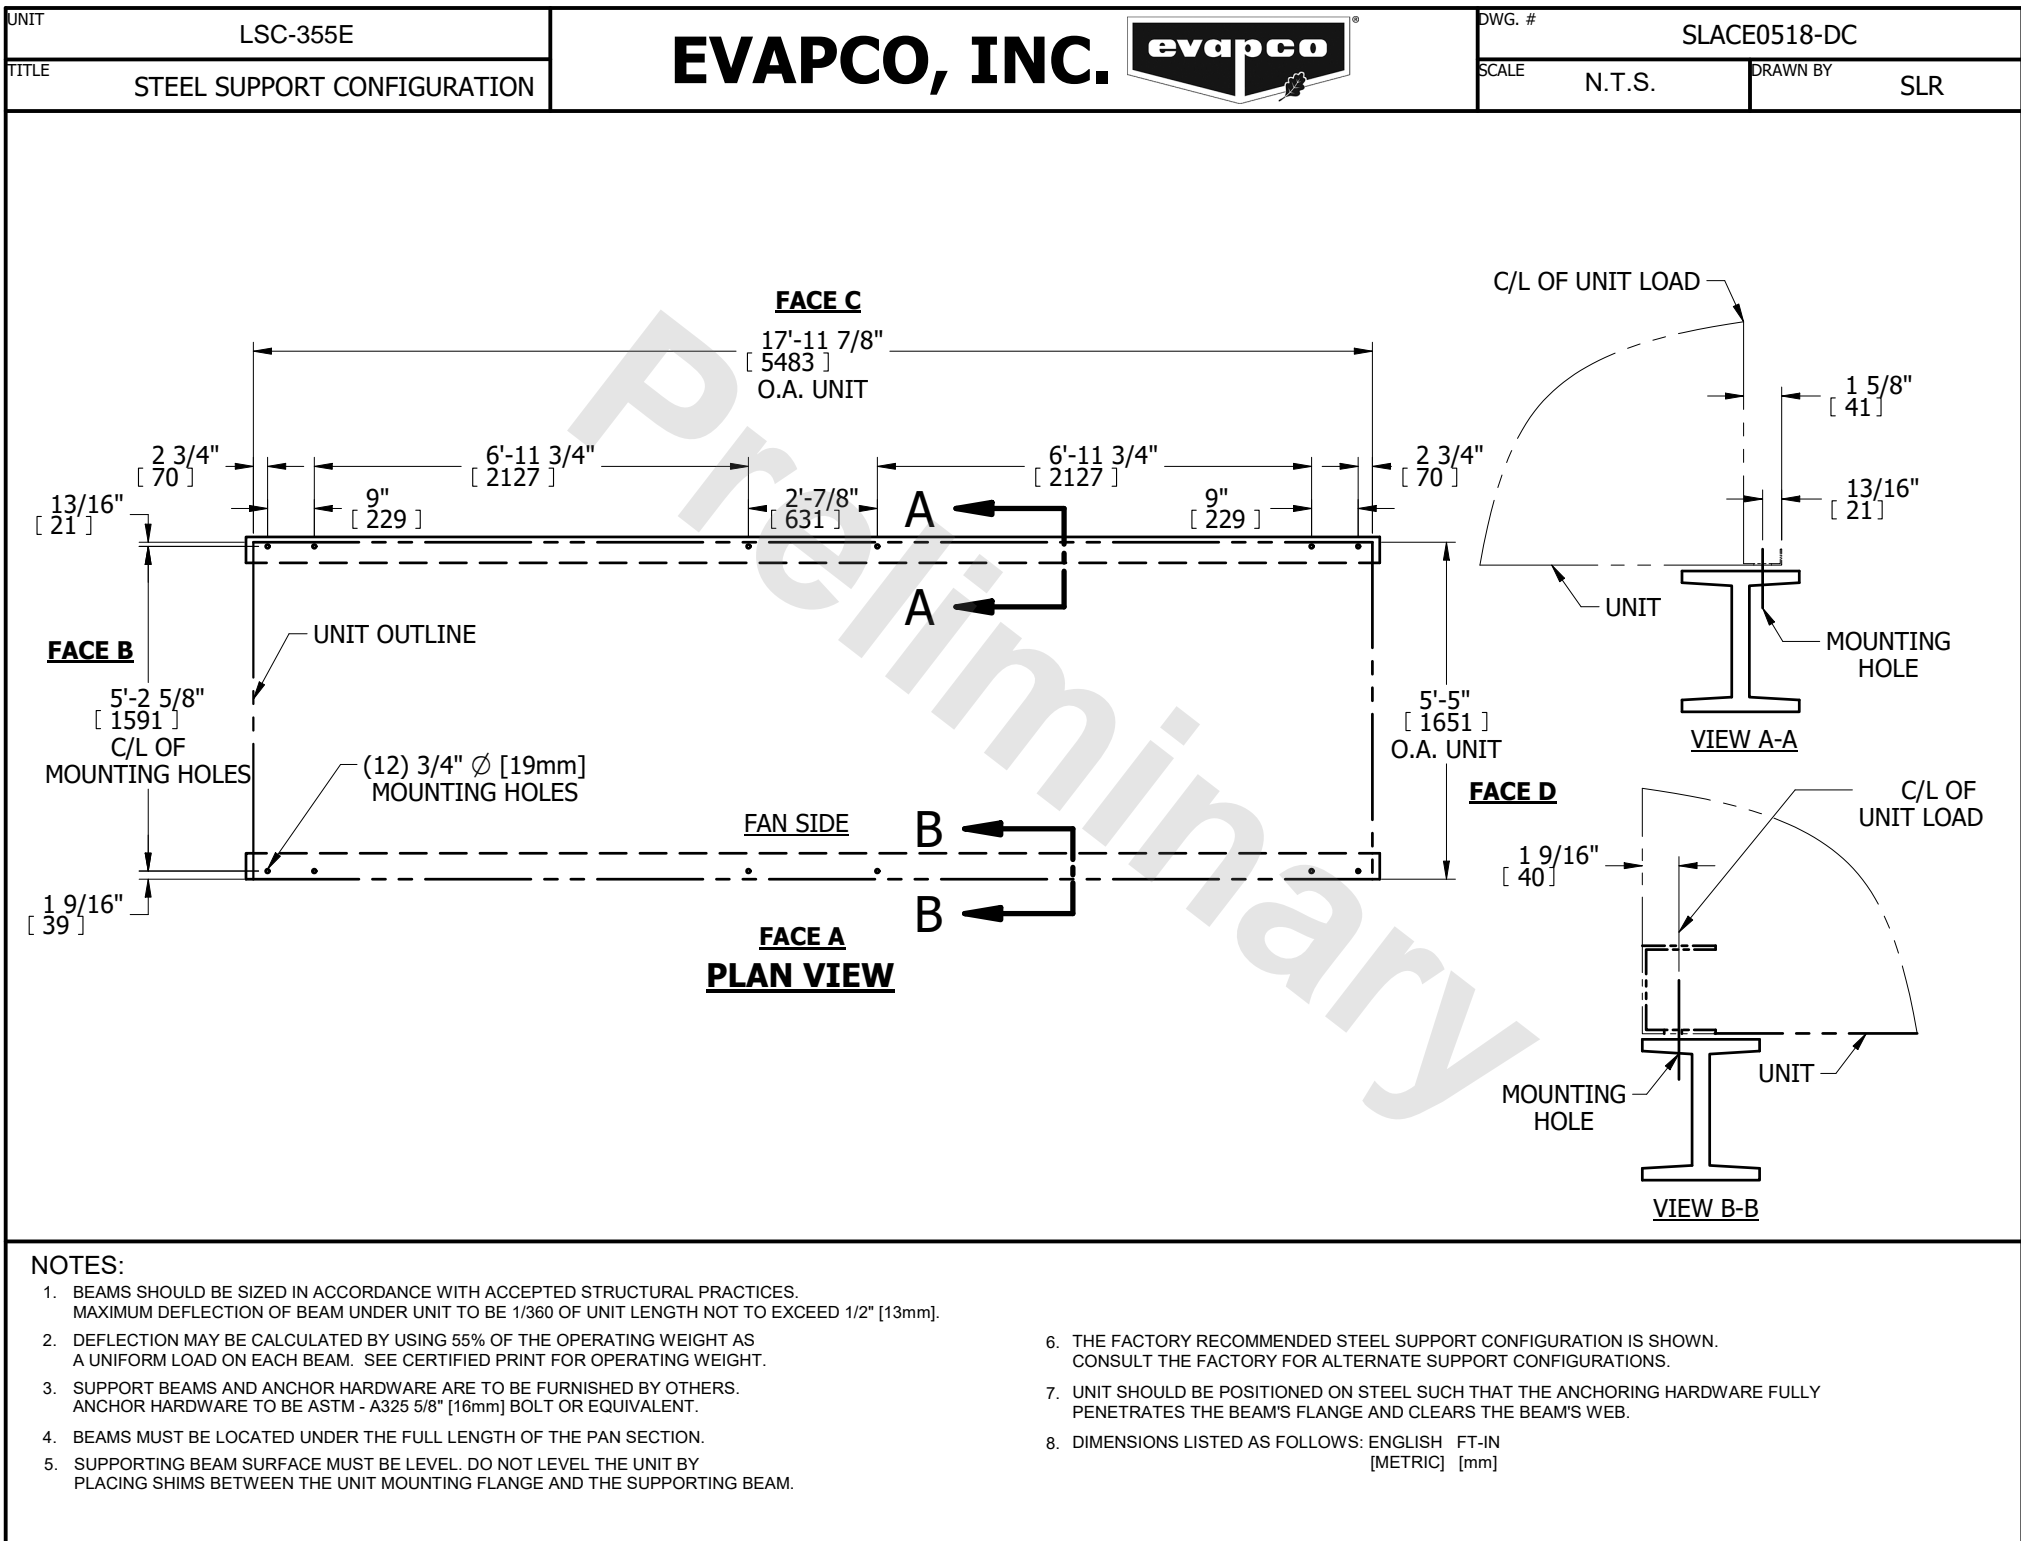 UNIT
LSC-355E
TITLE
STEEL SUPPORT CONFIGURATION
EVAPCO, INC.
evapco
®
DWG. #
SLACE0518-DC
SCALE
N.T.S.
DRAWN BY
SLR
FACE C
17'-11 7/8"
[ 5483 ]
O.A. UNIT
2 3/4"
[ 70 ]
6'-11 3/4"
[ 2127 ]
6'-11 3/4"
[ 2127 ]
2 3/4"
[ 70 ]
13/16"
[ 21 ]
9"
[ 229 ]
2'-7/8"
[ 631 ]
9"
[ 229 ]
A
A
FACE B
UNIT OUTLINE
5'-2 5/8"
[ 1591 ]
C/L OF
MOUNTING HOLES
(12) 3/4" ∅ [19mm]
MOUNTING HOLES
5'-5"
[ 1651 ]
O.A. UNIT
FACE D
FAN SIDE
B
B
1 9/16"
[ 39 ]
FACE A
PLAN VIEW
Preliminary
C/L OF UNIT LOAD
1 5/8"
[ 41 ]
13/16"
[ 21 ]
UNIT
MOUNTING
HOLE
VIEW A-A
C/L OF
UNIT LOAD
1 9/16"
[ 40 ]
UNIT
MOUNTING
HOLE
VIEW B-B
NOTES:
1. BEAMS SHOULD BE SIZED IN ACCORDANCE WITH ACCEPTED STRUCTURAL PRACTICES.
MAXIMUM DEFLECTION OF BEAM UNDER UNIT TO BE 1/360 OF UNIT LENGTH NOT TO EXCEED 1/2" [13mm].
2. DEFLECTION MAY BE CALCULATED BY USING 55% OF THE OPERATING WEIGHT AS
A UNIFORM LOAD ON EACH BEAM. SEE CERTIFIED PRINT FOR OPERATING WEIGHT.
3. SUPPORT BEAMS AND ANCHOR HARDWARE ARE TO BE FURNISHED BY OTHERS.
ANCHOR HARDWARE TO BE ASTM - A325 5/8" [16mm] BOLT OR EQUIVALENT.
4. BEAMS MUST BE LOCATED UNDER THE FULL LENGTH OF THE PAN SECTION.
5. SUPPORTING BEAM SURFACE MUST BE LEVEL. DO NOT LEVEL THE UNIT BY
PLACING SHIMS BETWEEN THE UNIT MOUNTING FLANGE AND THE SUPPORTING BEAM.
6. THE FACTORY RECOMMENDED STEEL SUPPORT CONFIGURATION IS SHOWN.
CONSULT THE FACTORY FOR ALTERNATE SUPPORT CONFIGURATIONS.
7. UNIT SHOULD BE POSITIONED ON STEEL SUCH THAT THE ANCHORING HARDWARE FULLY
PENETRATES THE BEAM'S FLANGE AND CLEARS THE BEAM'S WEB.
8. DIMENSIONS LISTED AS FOLLOWS: ENGLISH FT-IN
[METRIC] [mm]